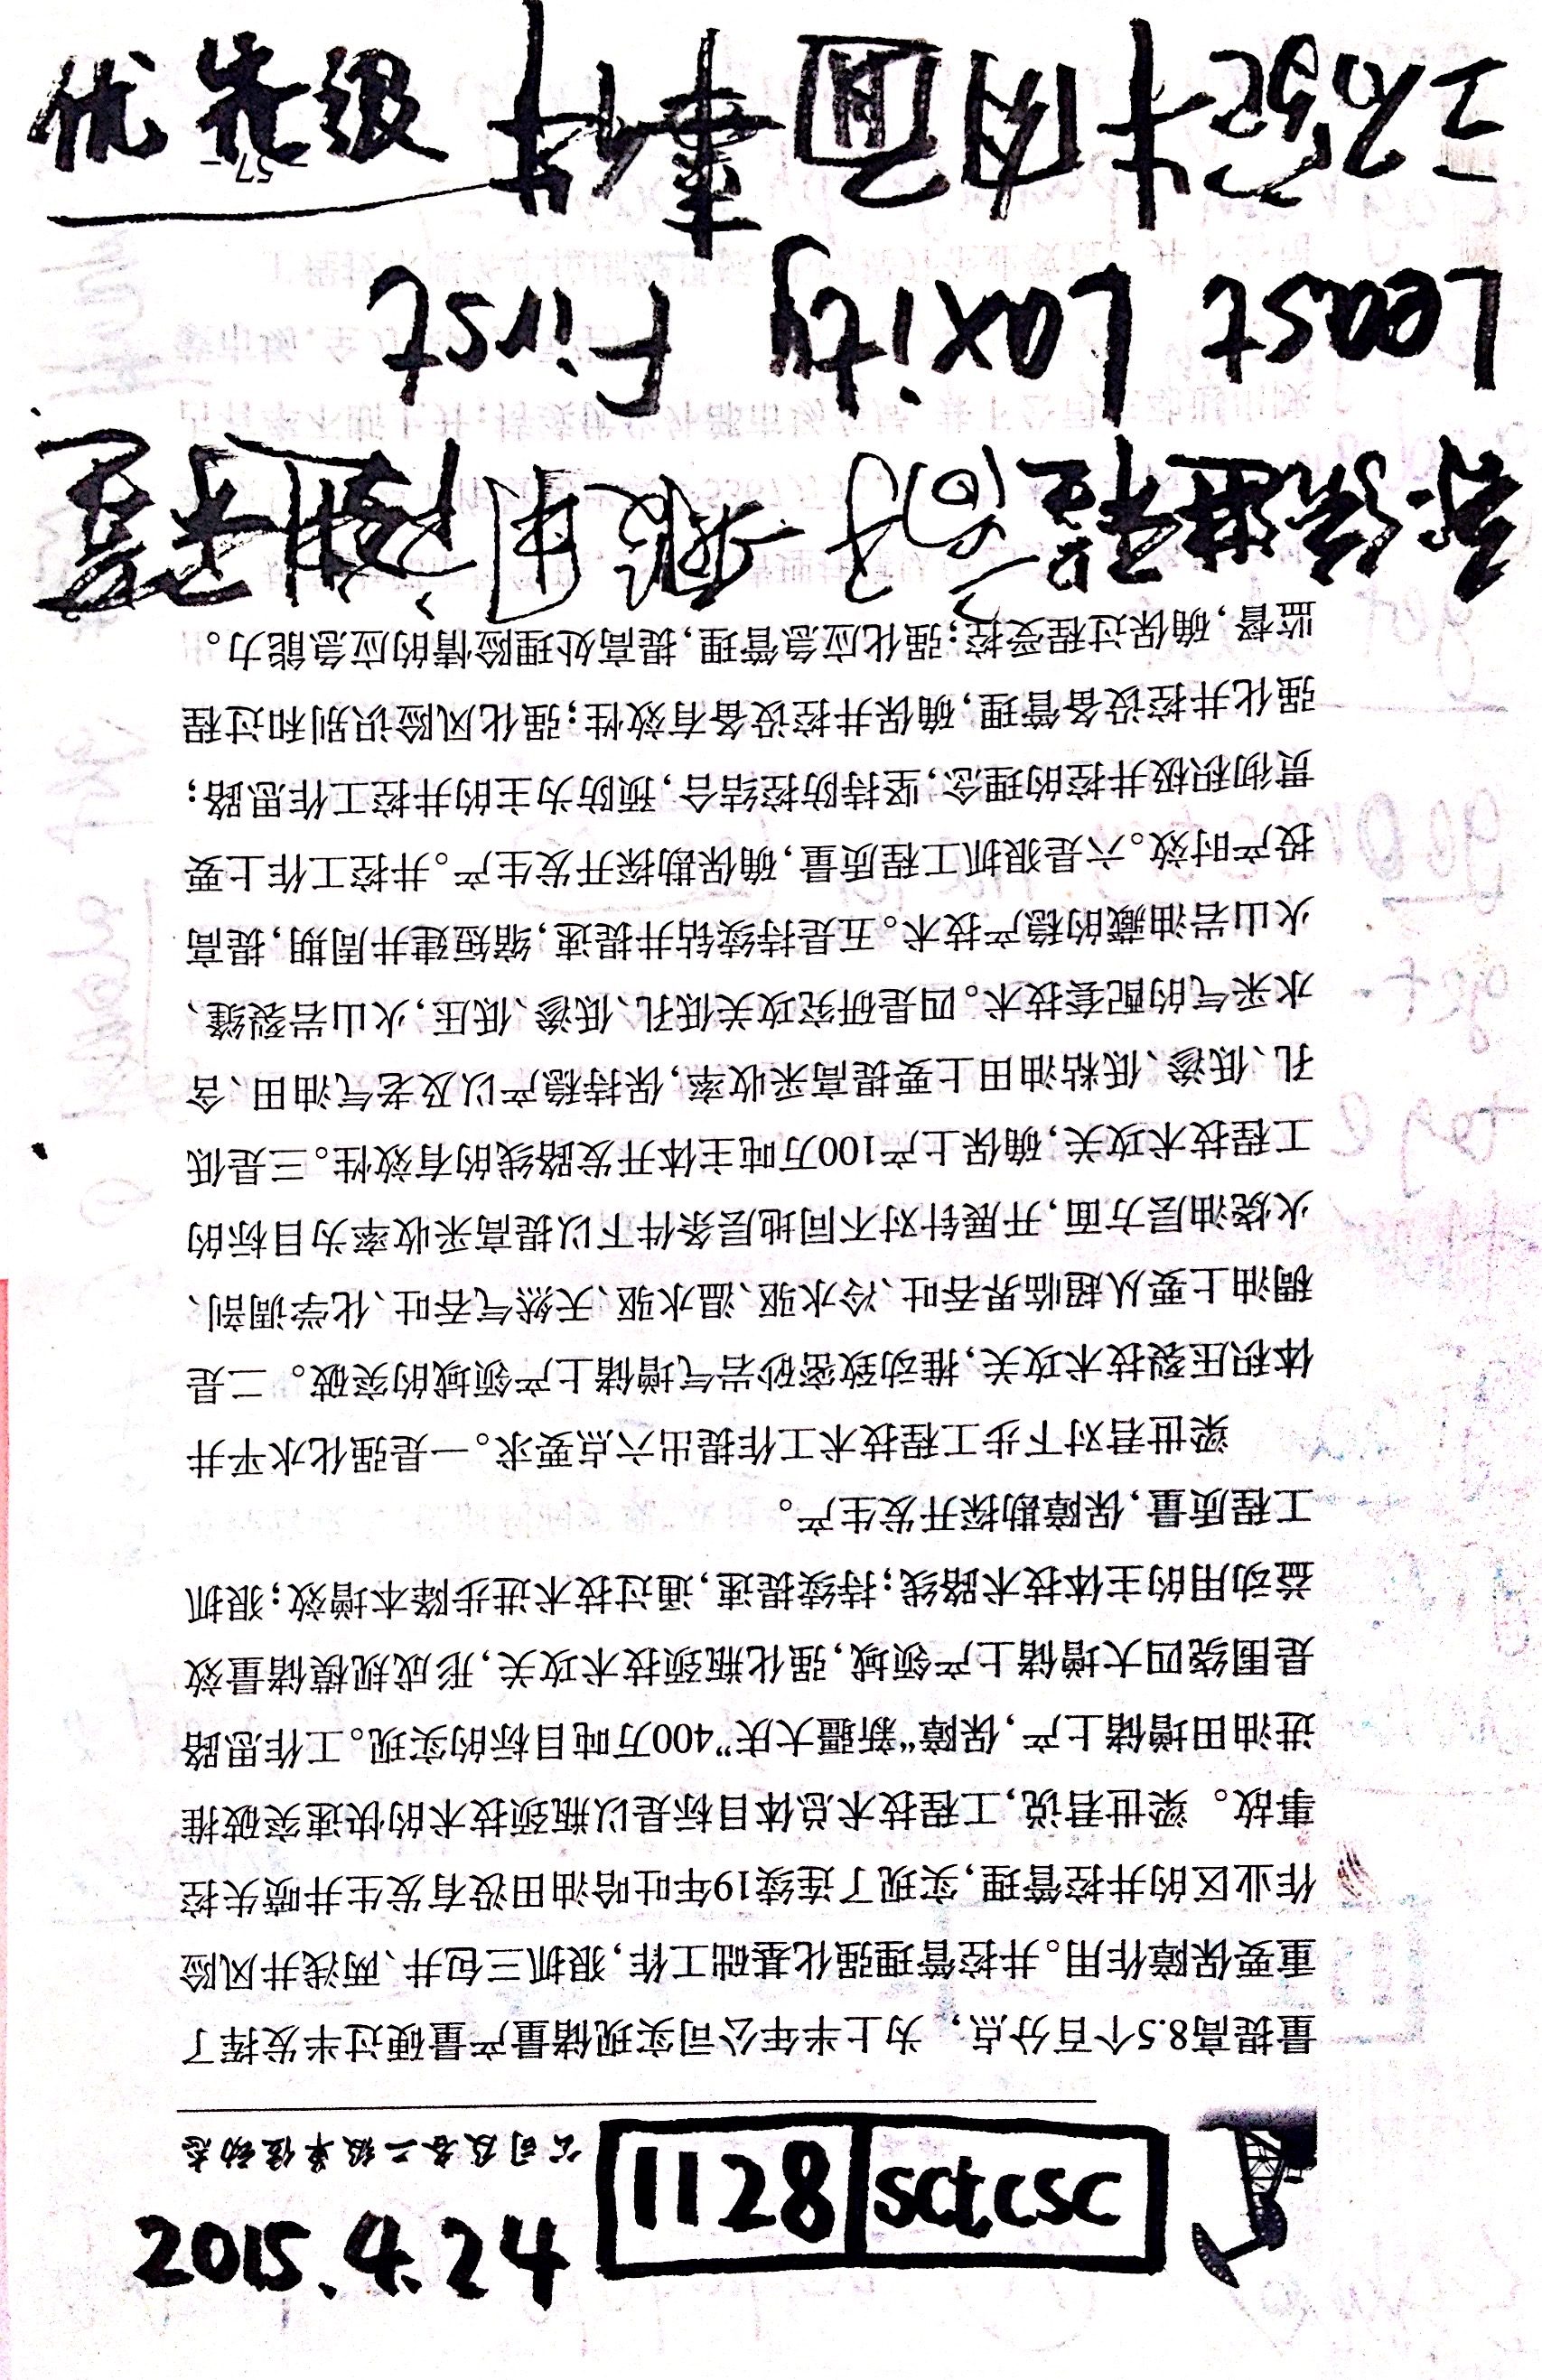 2015.4.24
1128 sctcsc
公司及各二级单位动态
量提高8.5个百分点，为上半年公司实现储量产量硬过半发挥了
重要保障作用。井控管理强化基础工作，狠抓三包井、两浅井风险
作业区的井控管理，实现了连续19年吐哈油田没有发生井喷失控
事故。梁世君说，工程技术总体目标是以瓶颈技术的快速突破推
进油田增储上产，保障“新疆大庆”400万吨目标的实现。工作思路
是围绕四大增储上产领域，强化瓶颈技术攻关，形成规模储量效
益动用的主体技术路线；持续提速，通过技术进步降本增效；狠抓
工程质量，保障勘探开发生产。
梁世君对下步工程技术工作提出六点要求。一是强化水平井
体积压裂技术攻关，推动致密砂岩气增储上产领域的突破。二是
稠油上要从超临界吞吐、冷水驱、温水驱、天然气吞吐、化学调剖、
火烧油层方面，开展针对不同地层条件下以提高采收率为目标的
工程技术攻关，确保上产100万吨主体开发路线的有效性。三是低
孔、低渗、低粘油田上要提高采收率，保持稳产以及老气油田、含
水采气的配套技术。四是研究攻关低孔、低渗、低压，火山岩裂缝、
火山岩油藏的稳产技术。五是持续钻井提速，缩短建井周期，提高
投产时效。六是狠抓工程质量，确保勘探开发生产。井控工作上要
贯彻积极井控的理念，坚持防控结合，预防为主的井控工作思路；
强化井控设备管理，确保井控设备有效性；强化风险识别和过程
监督，确保过程受控；强化应急管理，提高处理险情的应急能力。
系统进程
Least Laxity First
— 57 —
优先级